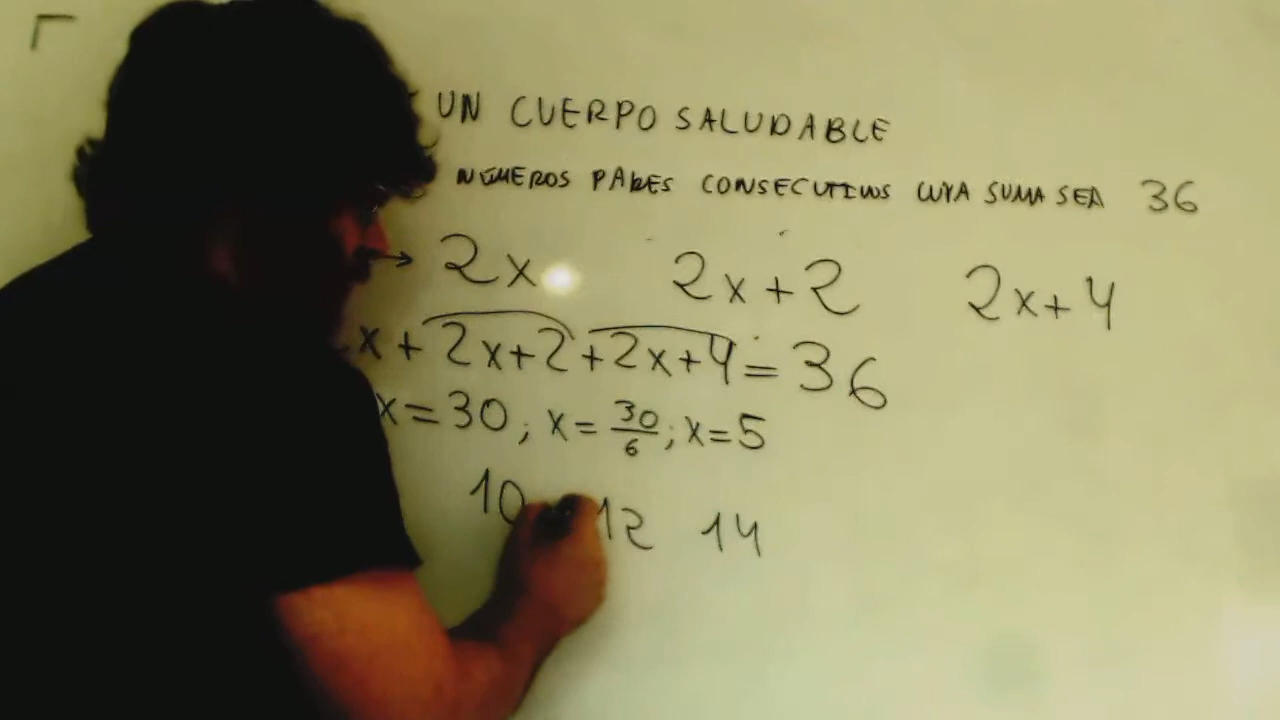 UN CUERPO SALUDABLE
NÚMEROS PARES CONSECUTIVOS CUYA SUMA SEA 36
→ 2x 2x+2 2x+4
x+2x+2+2x+4=36
x=30; x=30/6; x=5
10 12 14